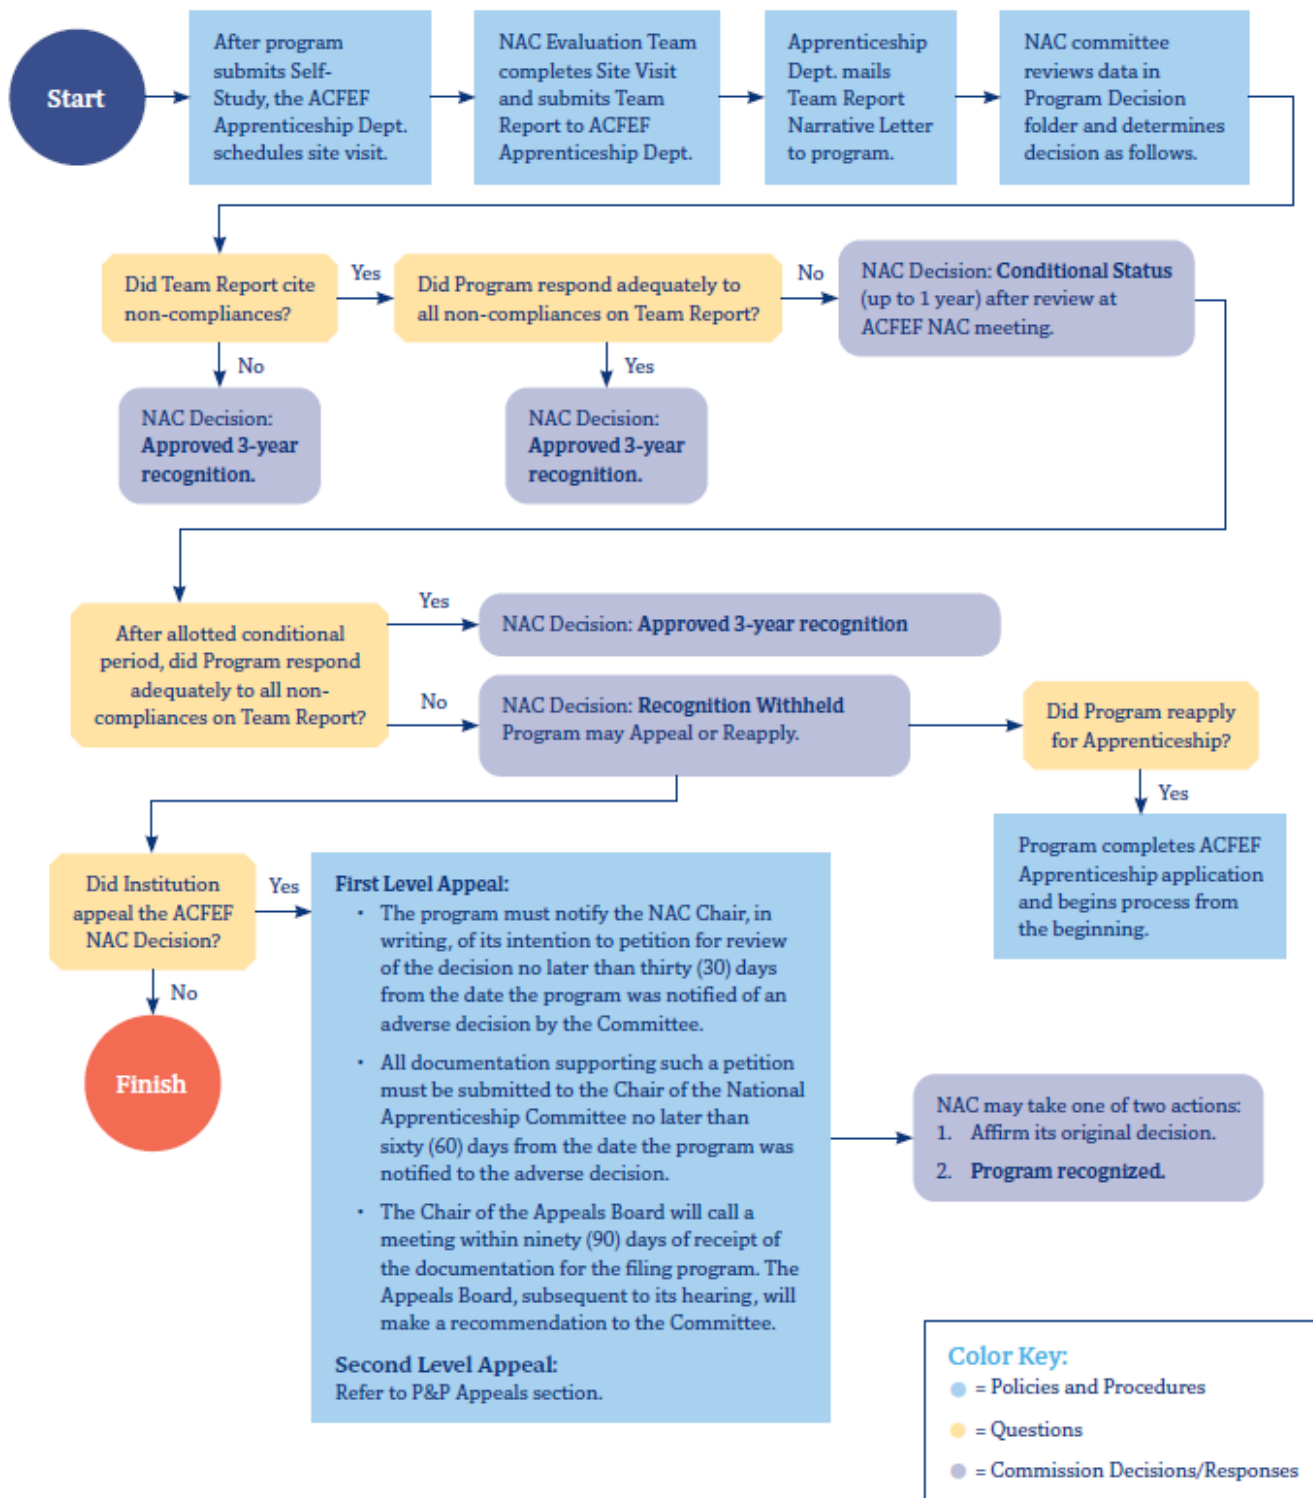 Start
After program
submits Self-
Study, the ACFEF
Apprenticeship Dept.
schedules site visit.
NAC Evaluation Team
completes Site Visit
and submits Team
Report to ACFEF
Apprenticeship Dept.
Apprenticeship
Dept. mails
Team Report
Narrative Letter
to program.
NAC committee
reviews data in
Program Decision
folder and determines
decision as follows.
Did Team Report cite
non-compliances?
Yes
Did Program respond adequately to
all non-compliances on Team Report?
No
NAC Decision: Conditional Status
(up to 1 year) after review at
ACFEF NAC meeting.
No
Yes
NAC Decision:
Approved 3-year
recognition.
NAC Decision:
Approved 3-year
recognition.
After allotted conditional
period, did Program respond
adequately to all non-
compliances on Team Report?
Yes
NAC Decision: Approved 3-year recognition
No
NAC Decision: Recognition Withheld
Program may Appeal or Reapply.
Did Program reapply
for Apprenticeship?
Yes
Program completes ACFEF
Apprenticeship application
and begins process from
the beginning.
Did Institution
appeal the ACFEF
NAC Decision?
Yes
No
Finish
First Level Appeal:
• The program must notify the NAC Chair, in
writing, of its intention to petition for review
of the decision no later than thirty (30) days
from the date the program was notified of an
adverse decision by the Committee.
• All documentation supporting such a petition
must be submitted to the Chair of the National
Apprenticeship Committee no later than
sixty (60) days from the date the program was
notified to the adverse decision.
• The Chair of the Appeals Board will call a
meeting within ninety (90) days of receipt of
the documentation for the filing program. The
Appeals Board, subsequent to its hearing, will
make a recommendation to the Committee.
Second Level Appeal:
Refer to P&P Appeals section.
NAC may take one of two actions:
1. Affirm its original decision.
2. Program recognized.
Color Key:
= Policies and Procedures
= Questions
= Commission Decisions/Responses